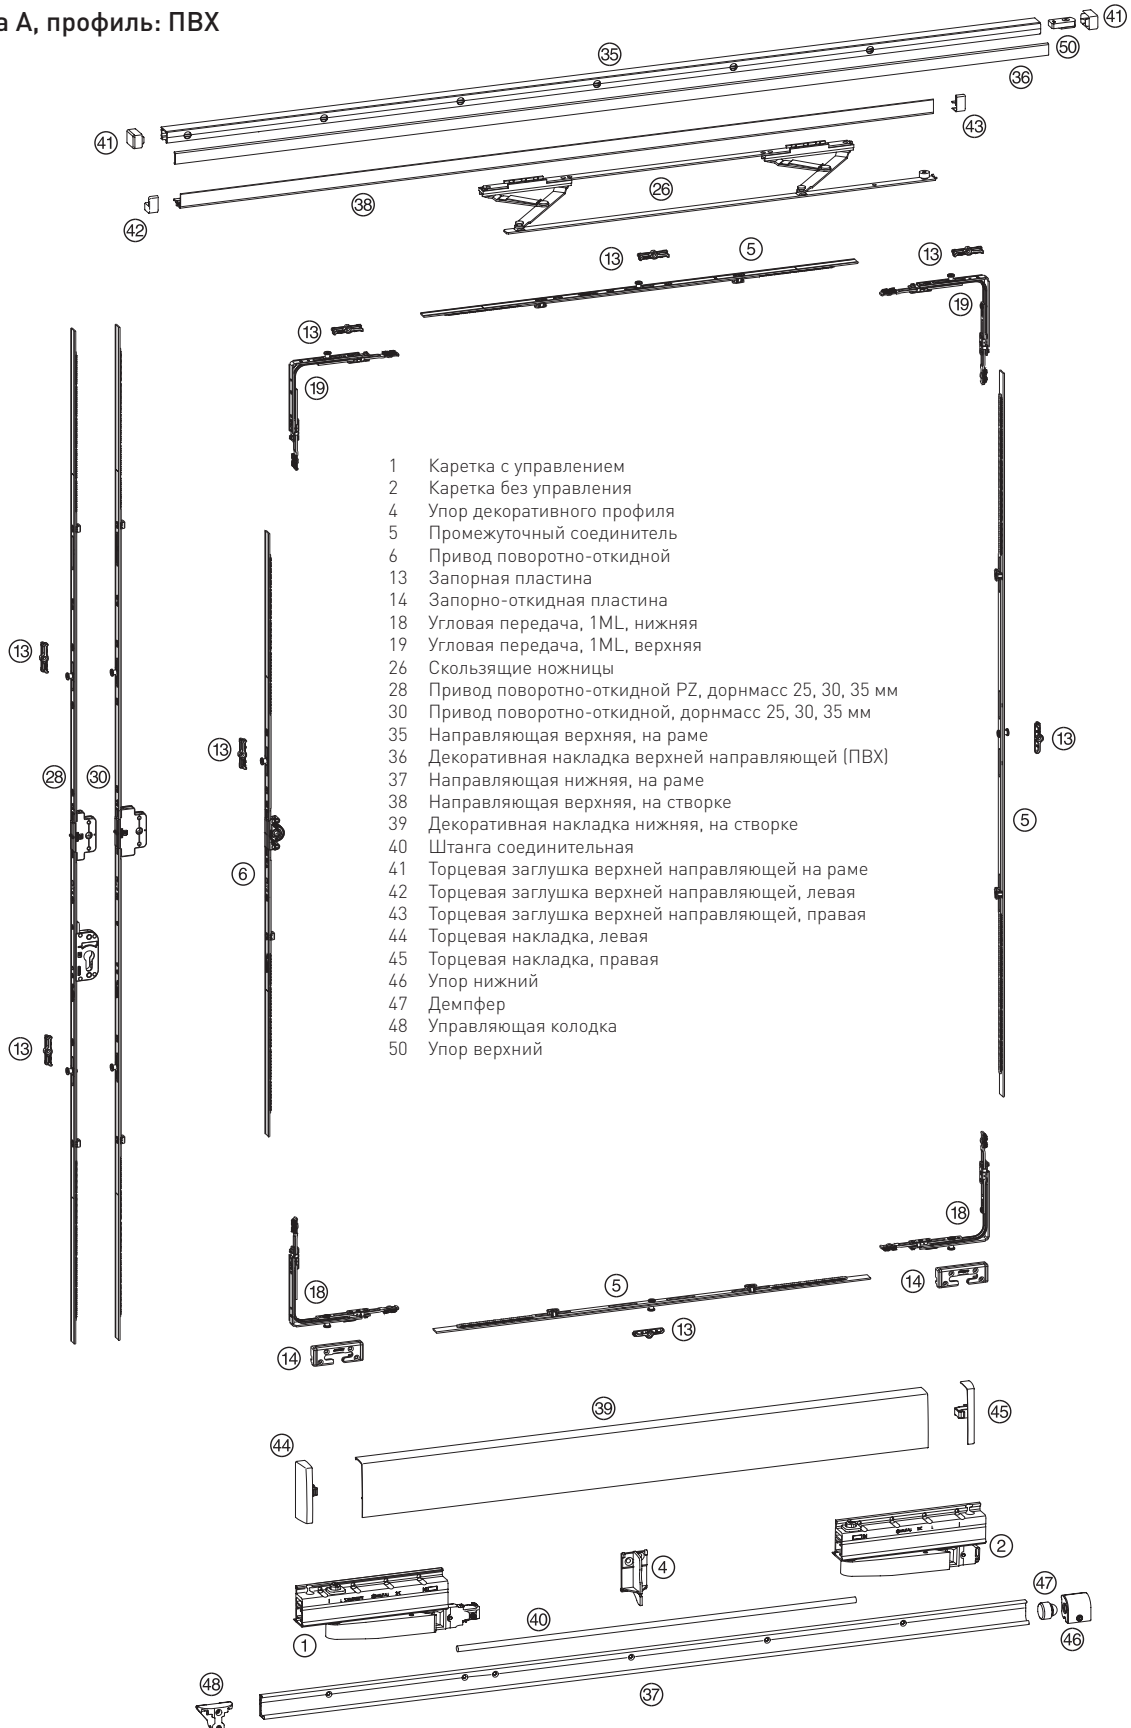 а А, профиль: ПВХ
41
50
35
36
43
41
26
38
42
13
5
13
19
13
19
1 Каретка с управлением
2 Каретка без управления
4 Упор декоративного профиля
5 Промежуточный соединитель
6 Привод поворотно-откидной
13 Запорная пластина
14 Запорно-откидная пластина
18 Угловая передача, 1ML, нижняя
19 Угловая передача, 1ML, верхняя
26 Скользящие ножницы
28 Привод поворотно-откидной PZ, дорнмасс 25, 30, 35 мм
30 Привод поворотно-откидной, дорнмасс 25, 30, 35 мм
35 Направляющая верхняя, на раме
36 Декоративная накладка верхней направляющей (ПВХ)
37 Направляющая нижняя, на раме
38 Направляющая верхняя, на створке
39 Декоративная накладка нижняя, на створке
40 Штанга соединительная
41 Торцевая заглушка верхней направляющей на раме
42 Торцевая заглушка верхней направляющей, левая
43 Торцевая заглушка верхней направляющей, правая
44 Торцевая накладка, левая
45 Торцевая накладка, правая
46 Упор нижний
47 Демпфер
48 Управляющая колодка
50 Упор верхний
13
13
13
28
30
5
6
13
18
14
18
5
13
14
39
45
44
2
4
47
40
46
1
48
37